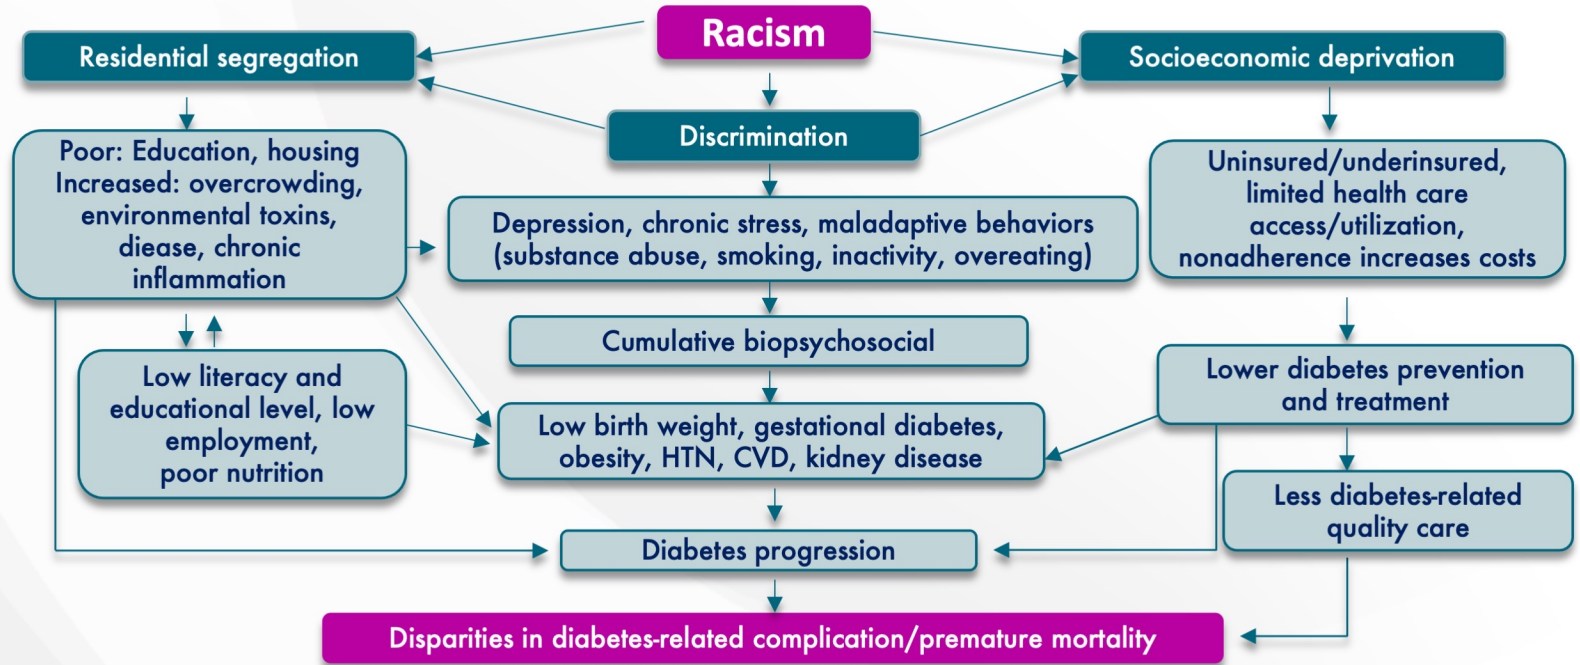 Racism
Residential segregation
Socioeconomic deprivation
Discrimination
Poor: Education, housing
Increased: overcrowding,
environmental toxins,
diease, chronic
inflammation
Uninsured/underinsured,
limited health care
access/utilization,
nonadherence increases costs
Depression, chronic stress, maladaptive behaviors
(substance abuse, smoking, inactivity, overeating)
Cumulative biopsychosocial
Low literacy and
educational level, low
employment,
poor nutrition
Lower diabetes prevention
and treatment
Low birth weight, gestational diabetes,
obesity, HTN, CVD, kidney disease
Less diabetes-related
quality care
Diabetes progression
Disparities in diabetes-related complication/premature mortality